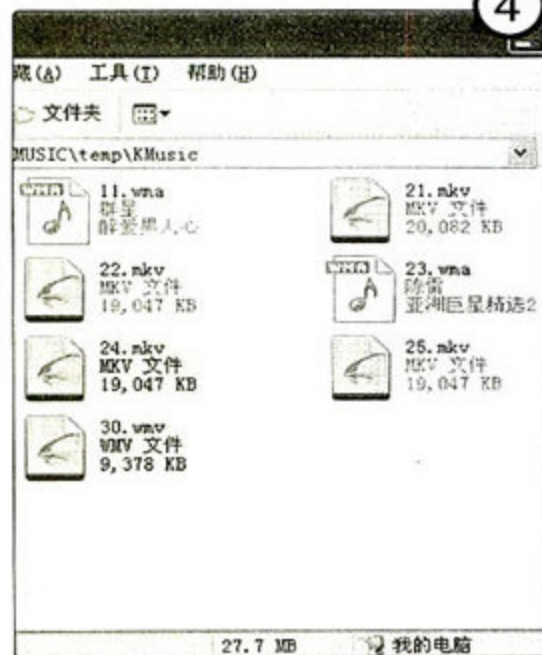 4
藏(A) 工具(T) 帮助(H)
文件夹
MUSIC\temp\KMusic
WMA
11.wma
群星
醉爱黑人心
21.mkv
MKV 文件
20,082 KB
22.mkv
MKV 文件
19,047 KB
WMA
23.wma
陈儒
亚洲巨星精选2
24.mkv
MKV 文件
19,047 KB
25.mkv
MKV 文件
19,047 KB
30.wmv
WMV 文件
9,378 KB
27.7 MB 我的电脑